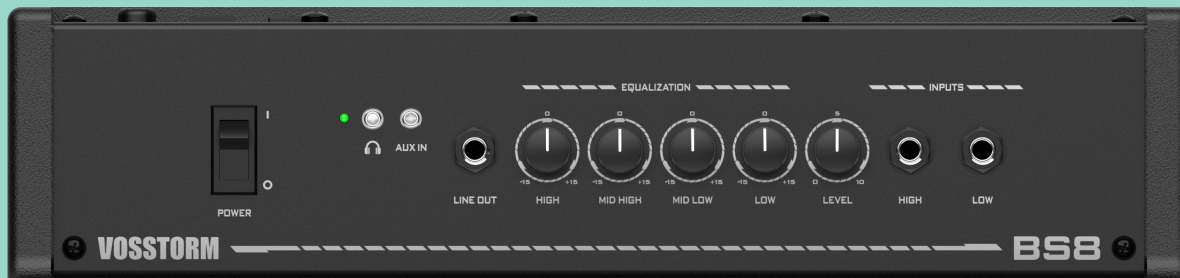 EQUALIZATION
INPUTS
I
O
POWER
AUX IN
LINE OUT
0
-15 +15
HIGH
0
-15 +15
MID HIGH
0
-15 +15
MID LOW
0
-15 +15
LOW
5
0 10
LEVEL
HIGH
LOW
VOSSTORM
BS8